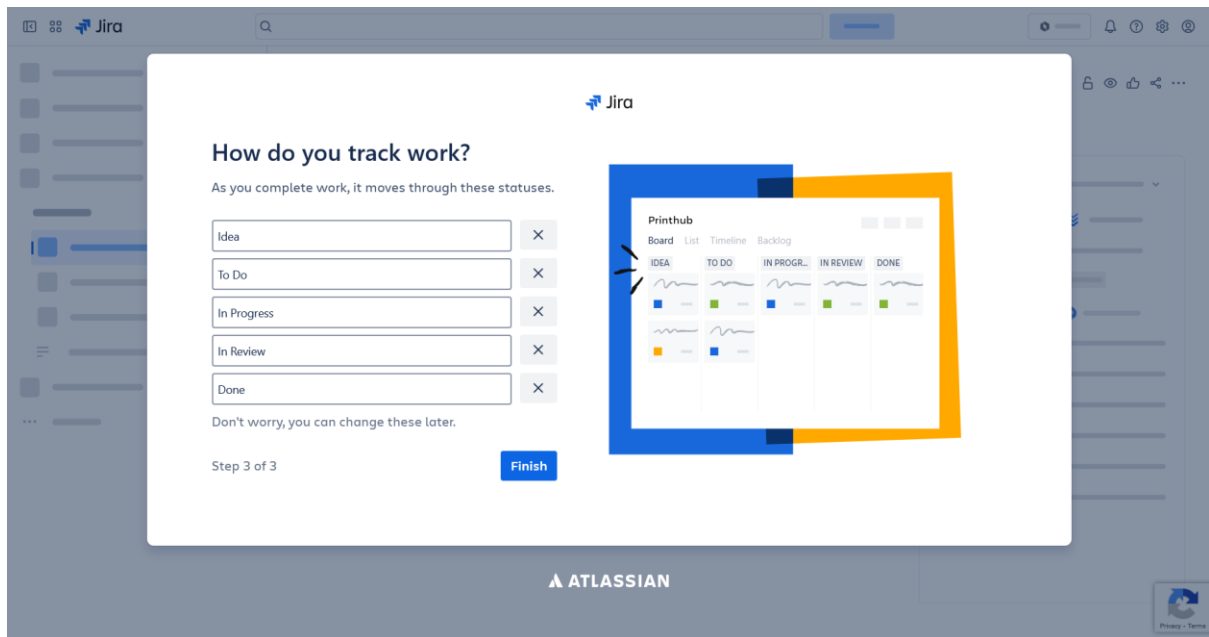 Jira
Jira
How do you track work?
As you complete work, it moves through these statuses.
Idea
To Do
In Progress
In Review
Done
Don't worry, you can change these later.
Step 3 of 3
Finish
Printhub
Board List Timeline Backlog
IDEA TO DO IN PROGR... IN REVIEW DONE
ATLASSIAN
Privacy - Terms